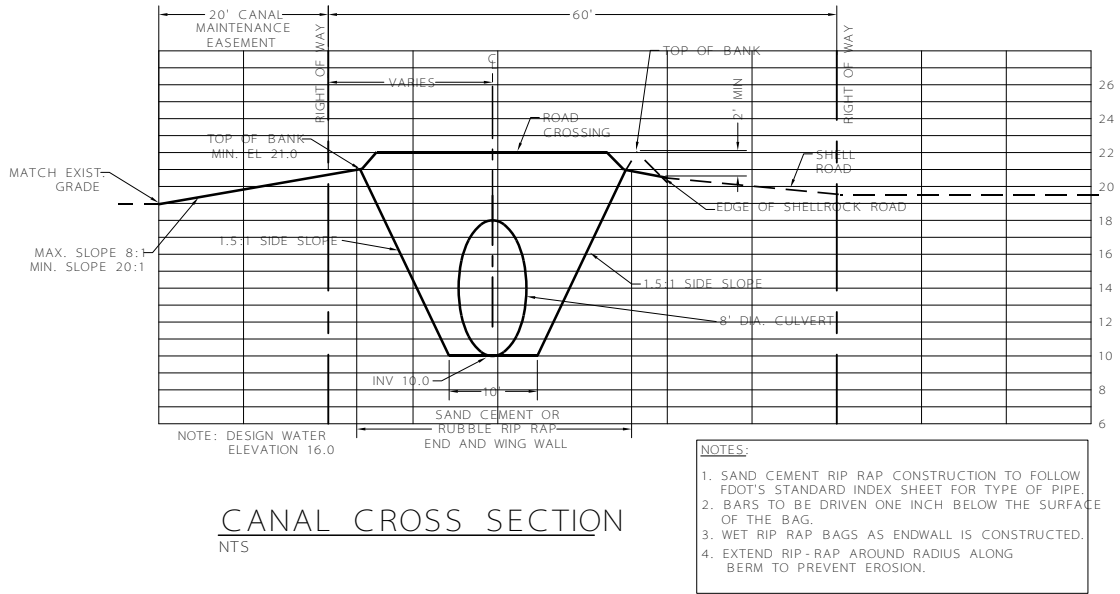 20' CANAL
MAINTENANCE
EASEMENT
60'
RIGHT OF WAY
VARIES
CL
TOP OF BANK
2' MIN
RIGHT OF WAY
ROAD
CROSSING
TOP OF BANK
MIN. EL 21.0
MATCH EXIST
GRADE
SHELL
ROAD
EDGE OF SHELLROCK ROAD
MAX. SLOPE 8:1
MIN. SLOPE 20:1
1.5:1 SIDE SLOPE
1.5:1 SIDE SLOPE
8' DIA. CULVERT
INV 10.0
10'
26
24
22
20
18
16
14
12
10
8
6
SAND CEMENT OR
RUBBLE RIP RAP
END AND WING WALL
NOTE: DESIGN WATER
ELEVATION 16.0
CANAL CROSS SECTION
NTS
NOTES:
1. SAND CEMENT RIP RAP CONSTRUCTION TO FOLLOW
FDOT'S STANDARD INDEX SHEET FOR TYPE OF PIPE.
2. BARS TO BE DRIVEN ONE INCH BELOW THE SURFACE
OF THE BAG.
3. WET RIP RAP BAGS AS ENDWALL IS CONSTRUCTED.
4. EXTEND RIP-RAP AROUND RADIUS ALONG
BERM TO PREVENT EROSION.